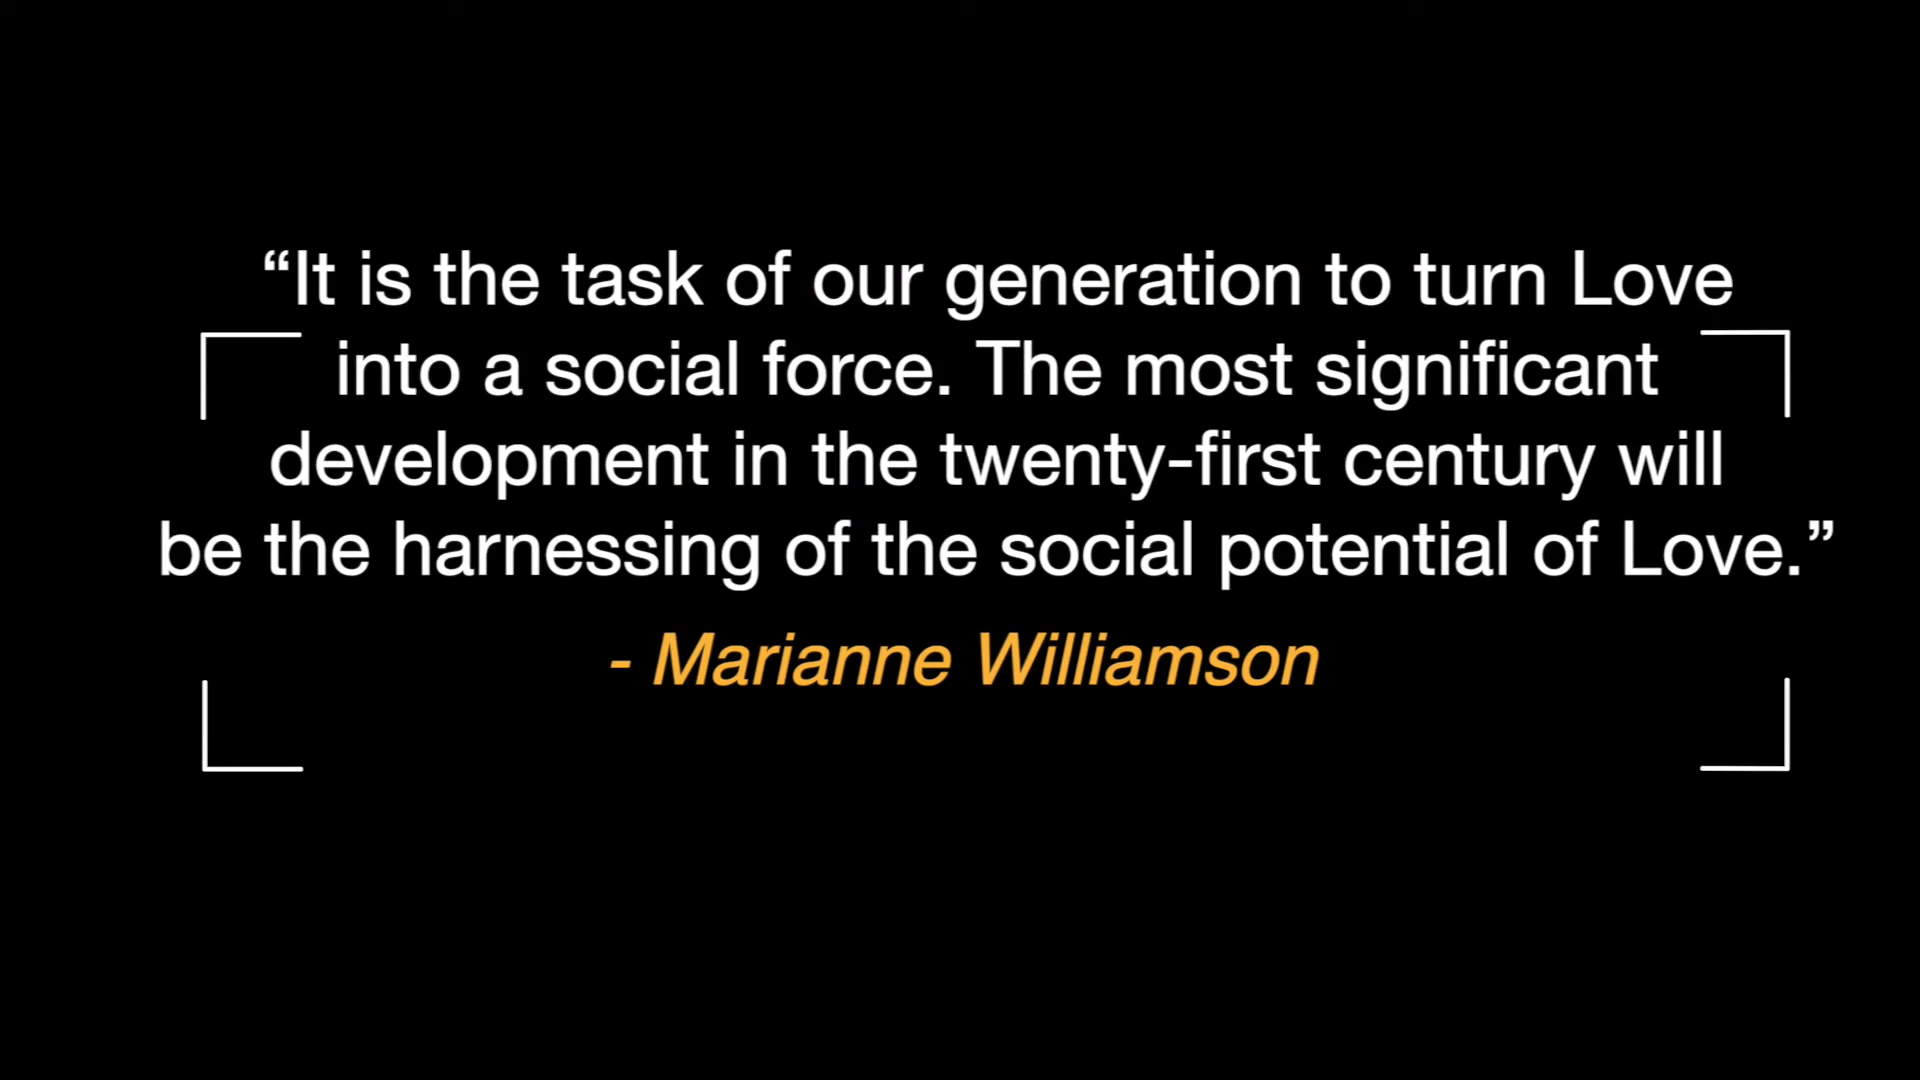 “It is the task of our generation to turn Love
into a social force. The most significant
development in the twenty-first century will
be the harnessing of the social potential of Love.”
- Marianne Williamson